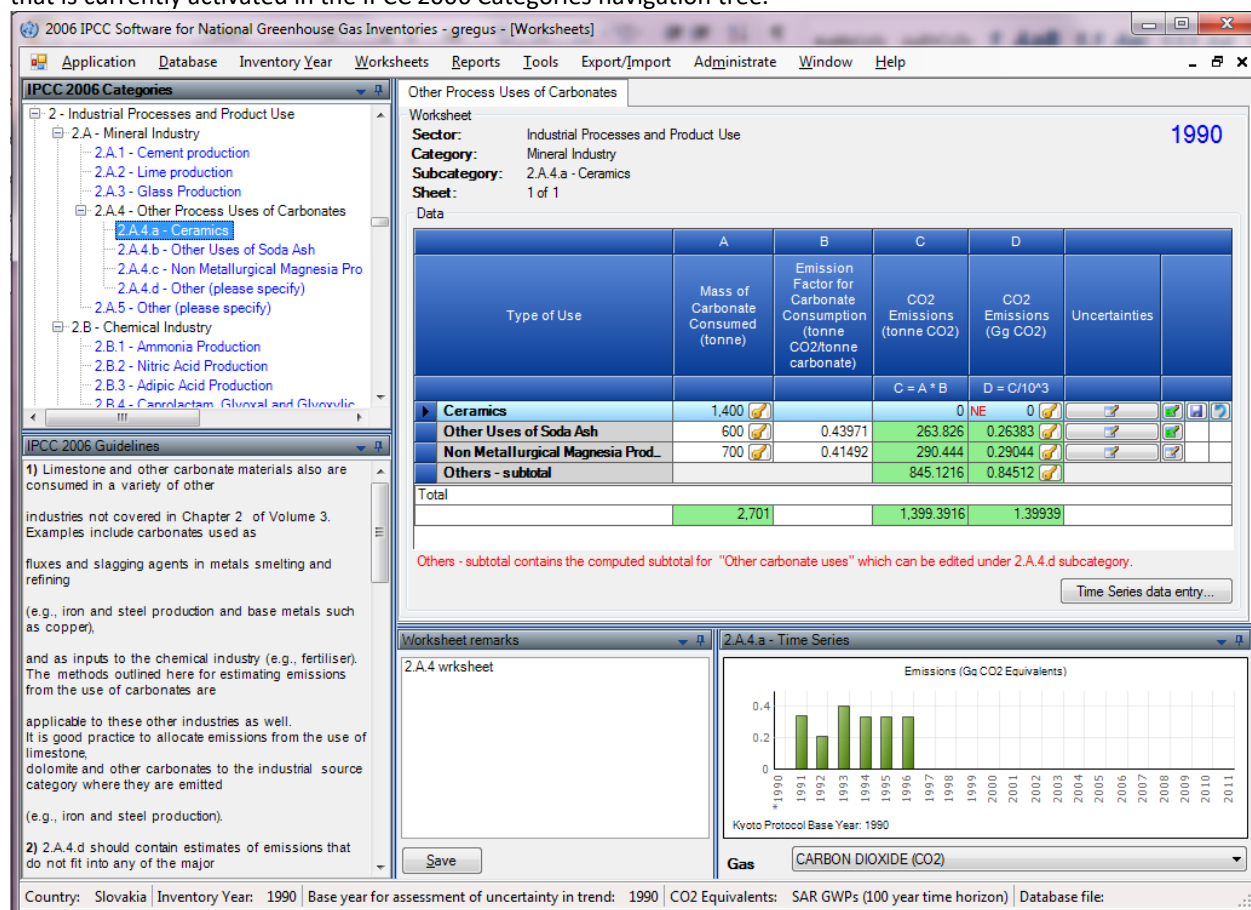 that is currently activated in the IPCC 2006 Categories navigation tree.
2006 IPCC Software for National Greenhouse Gas Inventories - gregus - [Worksheets]
Application Database Inventory Year Worksheets Reports Tools Export/Import Administrate Window Help
IPCC 2006 Categories
2 - Industrial Processes and Product Use
2.A - Mineral Industry
2.A.1 - Cement production
2.A.2 - Lime production
2.A.3 - Glass Production
2.A.4 - Other Process Uses of Carbonates
2.A.4.a - Ceramics
2.A.4.b - Other Uses of Soda Ash
2.A.4.c - Non Metallurgical Magnesia Pro
2.A.4.d - Other (please specify)
2.A.5 - Other (please specify)
2.B - Chemical Industry
2.B.1 - Ammonia Production
2.B.2 - Nitric Acid Production
2.B.3 - Adipic Acid Production
2.B.4 - Caprolactam, Glyoxal and Glyoxylic
IPCC 2006 Guidelines
1) Limestone and other carbonate materials also are
consumed in a variety of other
industries not covered in Chapter 2 of Volume 3.
Examples include carbonates used as
fluxes and slagging agents in metals smelting and
refining
(e.g., iron and steel production and base metals such
as copper),
and as inputs to the chemical industry (e.g., fertiliser).
The methods outlined here for estimating emissions
from the use of carbonates are
applicable to these other industries as well.
It is good practice to allocate emissions from the use of
limestone,
dolomite and other carbonates to the industrial source
category where they are emitted
(e.g., iron and steel production).
2) 2.A.4.d should contain estimates of emissions that
do not fit into any of the major
Other Process Uses of Carbonates
Worksheet
Sector: Industrial Processes and Product Use
1990
Category: Mineral Industry
Subcategory: 2.A.4.a - Ceramics
Sheet: 1 of 1
Data
A B C D
Type of Use
Mass of
Carbonate
Consumed
(tonne)
Emission
Factor for
Carbonate
Consumption
(tonne
CO2/tonne
carbonate)
CO2
Emissions
(tonne CO2)
CO2
Emissions
(Gg CO2)
Uncertainties
C = A * B D = C/10^3
Ceramics 1,400 0 NE 0
Other Uses of Soda Ash 600 0.43971 263.826 0.26383
Non Metallurgical Magnesia Prod... 700 0.41492 290.444 0.29044
Others - subtotal 845.1216 0.84512
Total
2,701 1,399.3916 1.39939
Others - subtotal contains the computed subtotal for "Other carbonate uses" which can be edited under 2.A.4.d subcategory.
Time Series data entry...
Worksheet remarks
2.A.4 wrksheet
Save
2.A.4.a - Time Series
Emissions (Gg CO2 Equivalents)
0.4
0.2
0
*1990 1991 1992 1993 1994 1995 1996 1997 1998 1999 2000 2001 2002 2003 2004 2005 2006 2007 2008 2009 2010 2011
Kyoto Protocol Base Year: 1990
Gas CARBON DIOXIDE (CO2)
Country: Slovakia Inventory Year: 1990 Base year for assessment of uncertainty in trend: 1990 CO2 Equivalents: SAR GWPs (100 year time horizon) Database file: